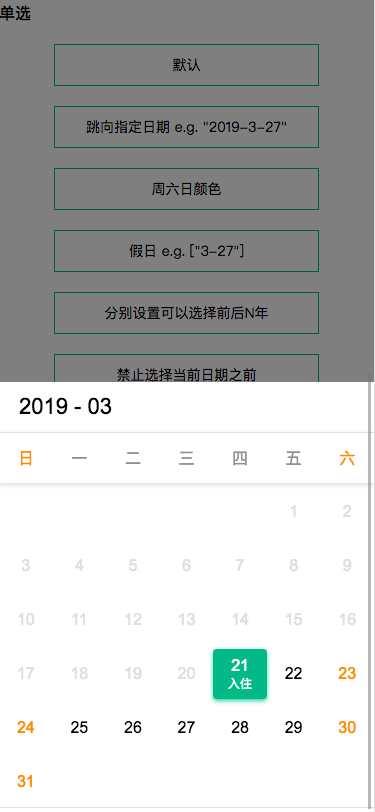 单选
默认
跳向指定日期 e.g. "2019-3-27"
周六日颜色
假日 e.g. ["3-27"]
分别设置可以选择前后N年
禁止选择当前日期之前
2019 - 03
日 一 二 三 四 五 六
1 2
3 4 5 6 7 8 9
10 11 12 13 14 15 16
17 18 19 20 21 22 23
入住
24 25 26 27 28 29 30
31